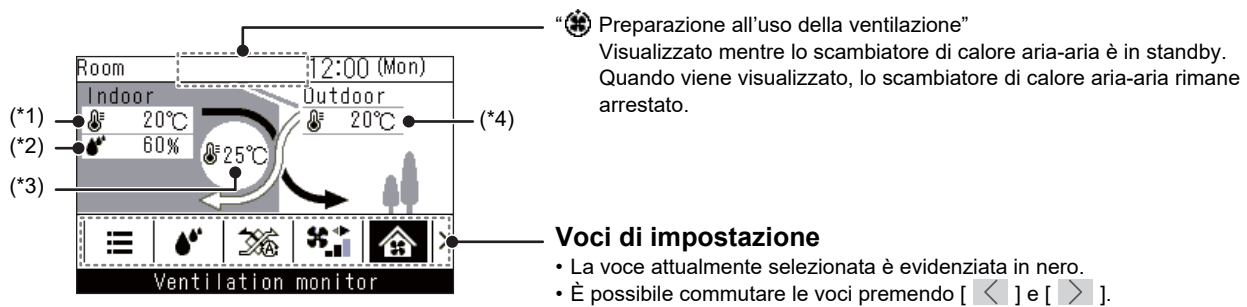 “ Preparazione all’uso della ventilazione”
Visualizzato mentre lo scambiatore di calore aria-aria è in standby.
Quando viene visualizzato, lo scambiatore di calore aria-aria rimane
arrestato.
Room 12:00 (Mon)
Indoor Outdoor
(*1) 20℃ 20℃ (*4)
(*2) 60%
25℃
(*3)
A
Ventilation monitor
Voci di impostazione
• La voce attualmente selezionata è evidenziata in nero.
• È possibile commutare le voci premendo [ < ] e [ > ].